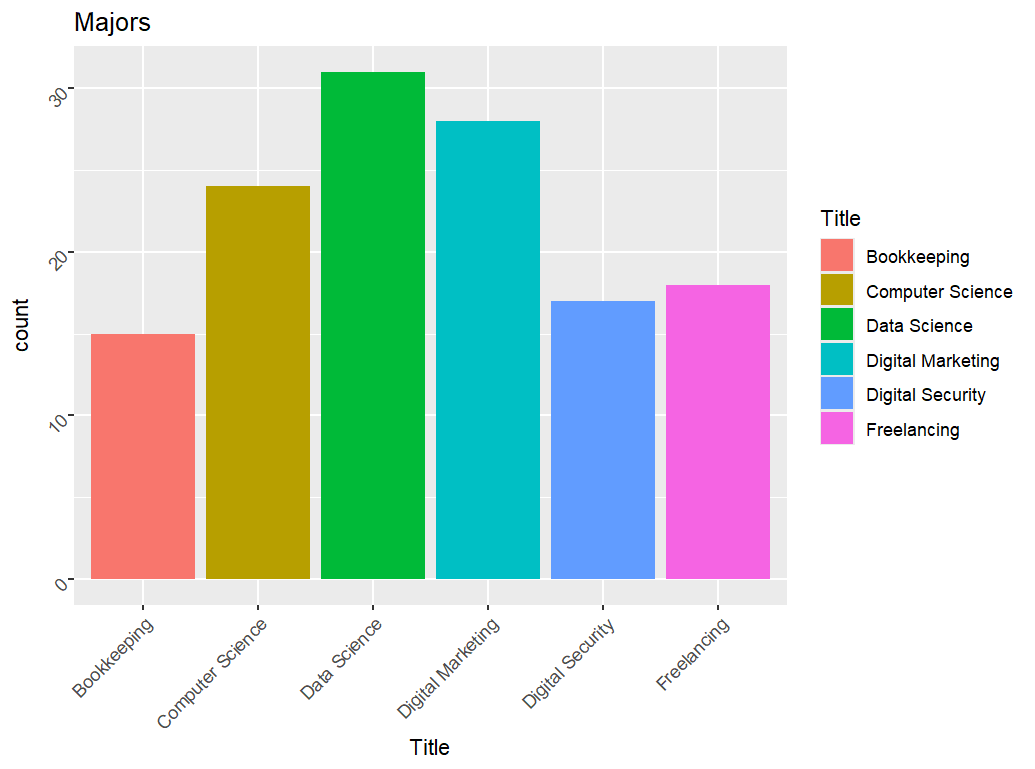 Majors
30
20
10
0
count
Bookkeeping
Computer Science
Data Science
Digital Marketing
Digital Security
Freelancing
Title
Title
Bookkeeping
Computer Science
Data Science
Digital Marketing
Digital Security
Freelancing